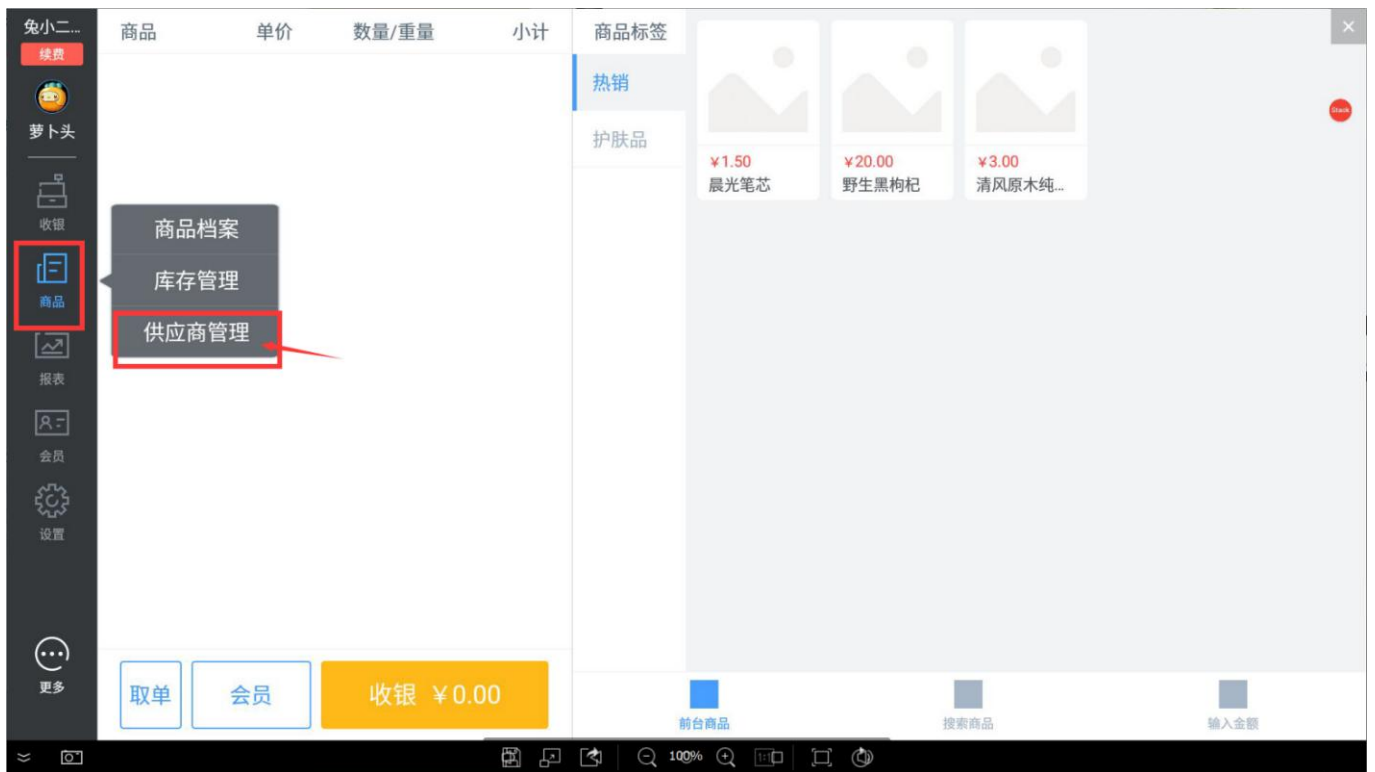 兔小二...
续费
萝卜头
收银
商品
报表
会员
设置
更多
商品 单价 数量/重量 小计
商品档案
库存管理
供应商管理
取单
会员
收银 ￥0.00
商品标签
热销
护肤品
￥1.50
晨光笔芯
￥20.00
野生黑枸杞
￥3.00
清风原木纯...
×
Stack
前台商品
搜索商品
输入金额
100%
1:1